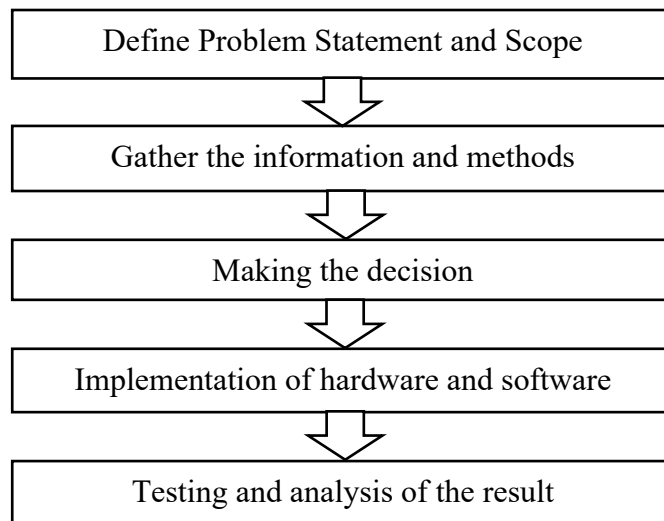 Define Problem Statement and Scope
Gather the information and methods
Making the decision
Implementation of hardware and software
Testing and analysis of the result